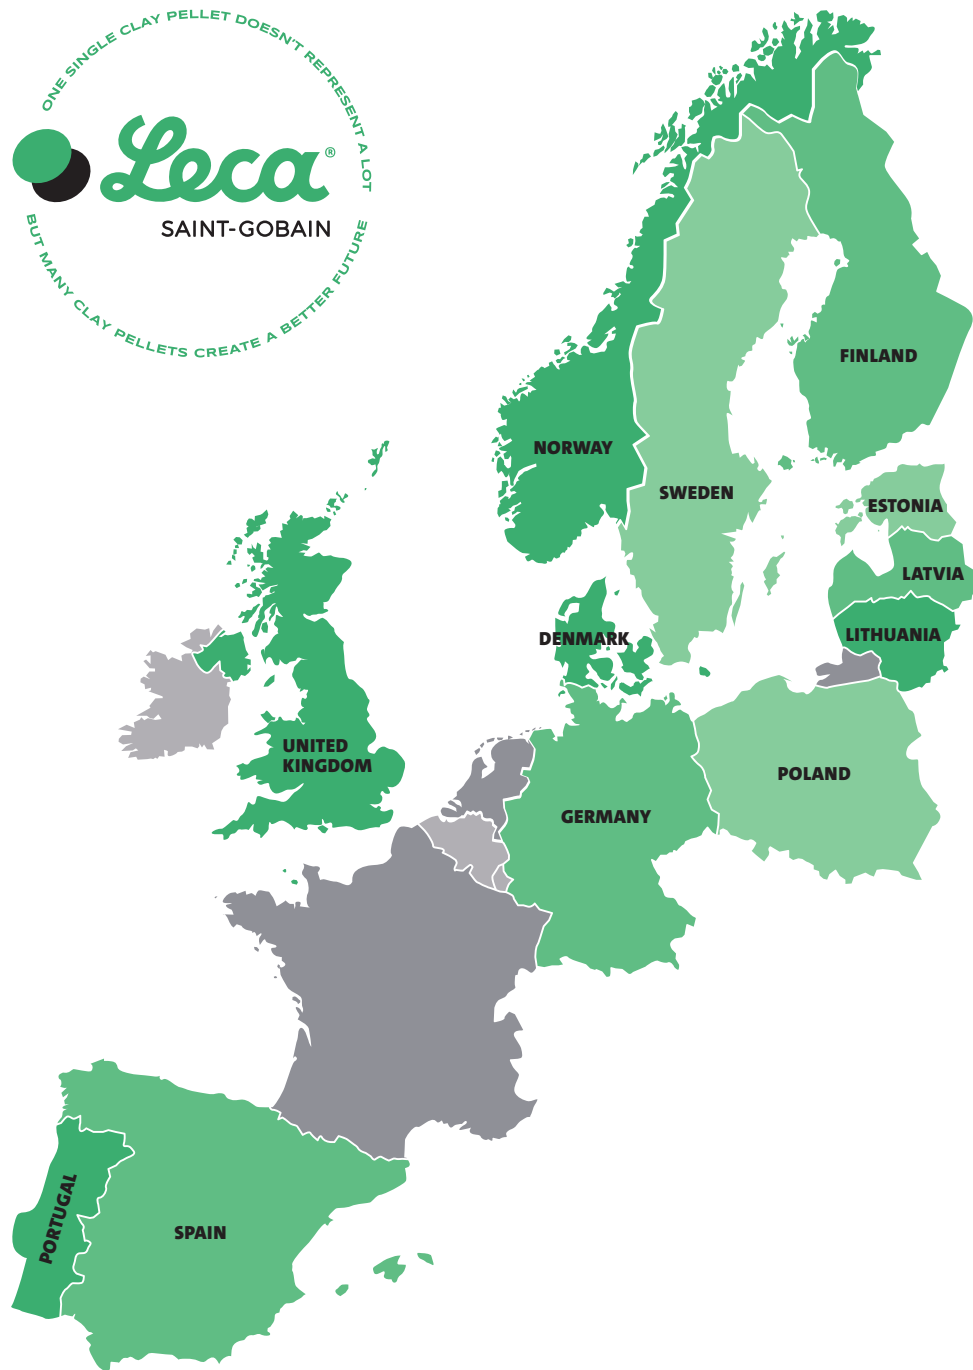 ONE SINGLE CLAY PELLET DOESN'T REPRESENT A LOT
Leca®
SAINT-GOBAIN
BUT MANY CLAY PELLETS CREATE A BETTER FUTURE
FINLAND
NORWAY
SWEDEN
ESTONIA
LATVIA
LITHUANIA
DENMARK
UNITED
KINGDOM
POLAND
GERMANY
PORTUGAL
SPAIN